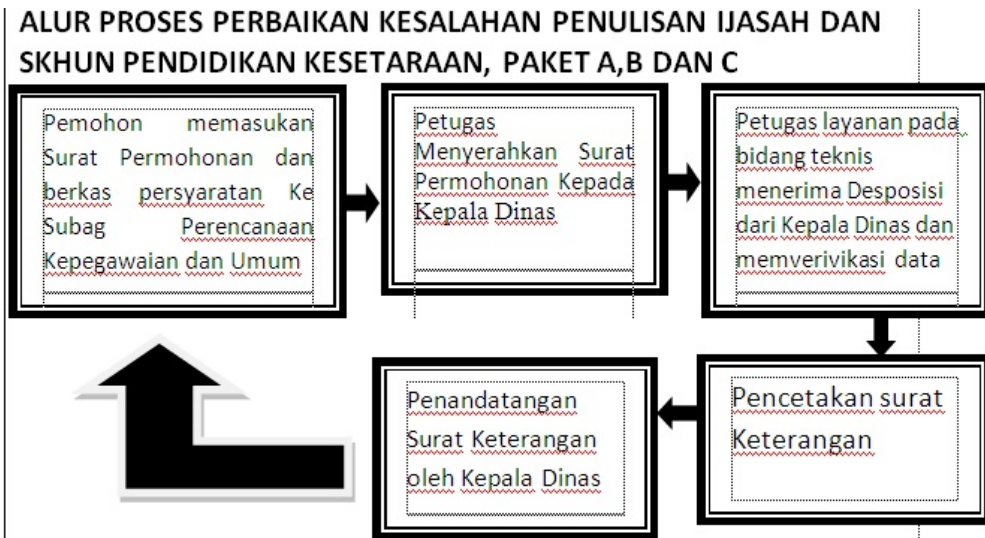 ALUR PROSES PERBAIKAN KESALAHAN PENULISAN IJASAH DAN
SKHUN PENDIDIKAN KESETARAAN, PAKET A,B DAN C
Pemohon memasukan
Surat Permohonan dan
berkas persyaratan Ke
Subag Perencanaan
Kepegawaian dan Umum
Petugas
Menyerahkan Surat
Permohonan Kepada
Kepala Dinas
Petugas layanan pada
bidang teknis
menerima Desposisi
dari Kepala Dinas dan
memverivikasi data
Pencetakan surat
Keterangan
Penandatangan
Surat Keterangan
oleh Kepala Dinas